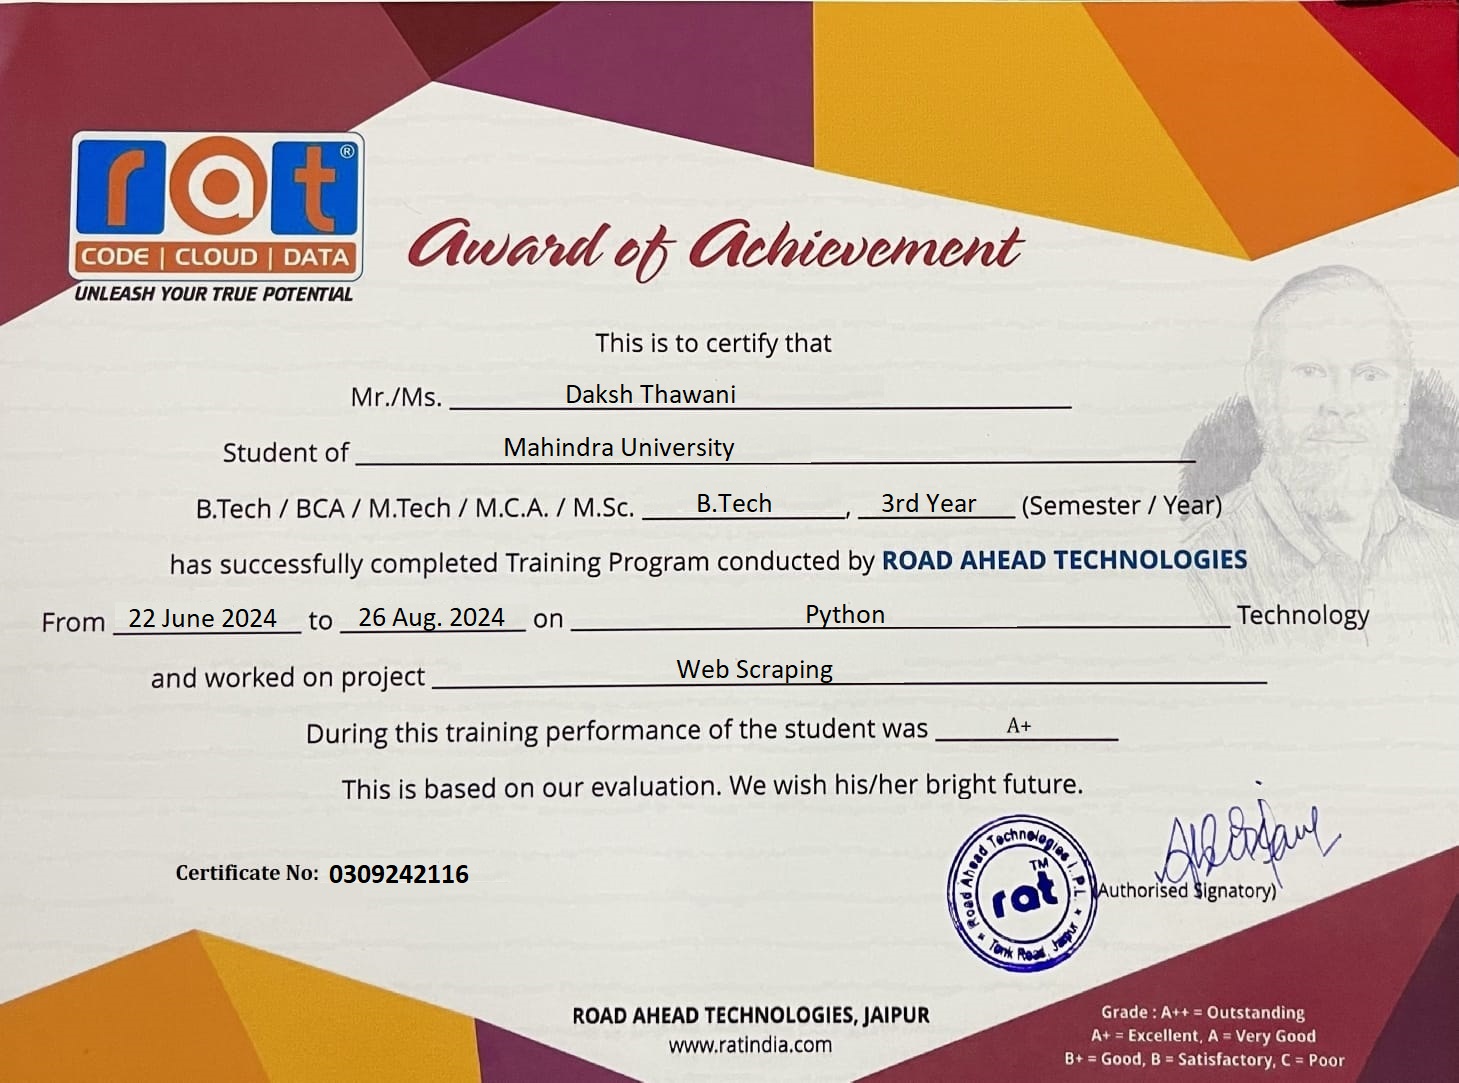 rat ®
CODE | CLOUD | DATA
UNLEASH YOUR TRUE POTENTIAL
Award of Achievement
This is to certify that
Mr./Ms. Daksh Thawani
Student of Mahindra University
B.Tech / BCA / M.Tech / M.C.A. / M.Sc. B.Tech, 3rd Year (Semester / Year)
has successfully completed Training Program conducted by ROAD AHEAD TECHNOLOGIES
From 22 June 2024 to 26 Aug. 2024 on Python Technology
and worked on project Web Scraping
During this training performance of the student was A+
This is based on our evaluation. We wish his/her bright future.
Certificate No: 0309242116
Road Ahead Technologies I. P. L.
rat TM
Tonk Road, Jaipur
(Authorised Signatory)
ROAD AHEAD TECHNOLOGIES, JAIPUR
www.ratindia.com
Grade : A++ = Outstanding
A+ = Excellent, A = Very Good
B+ = Good, B = Satisfactory, C = Poor